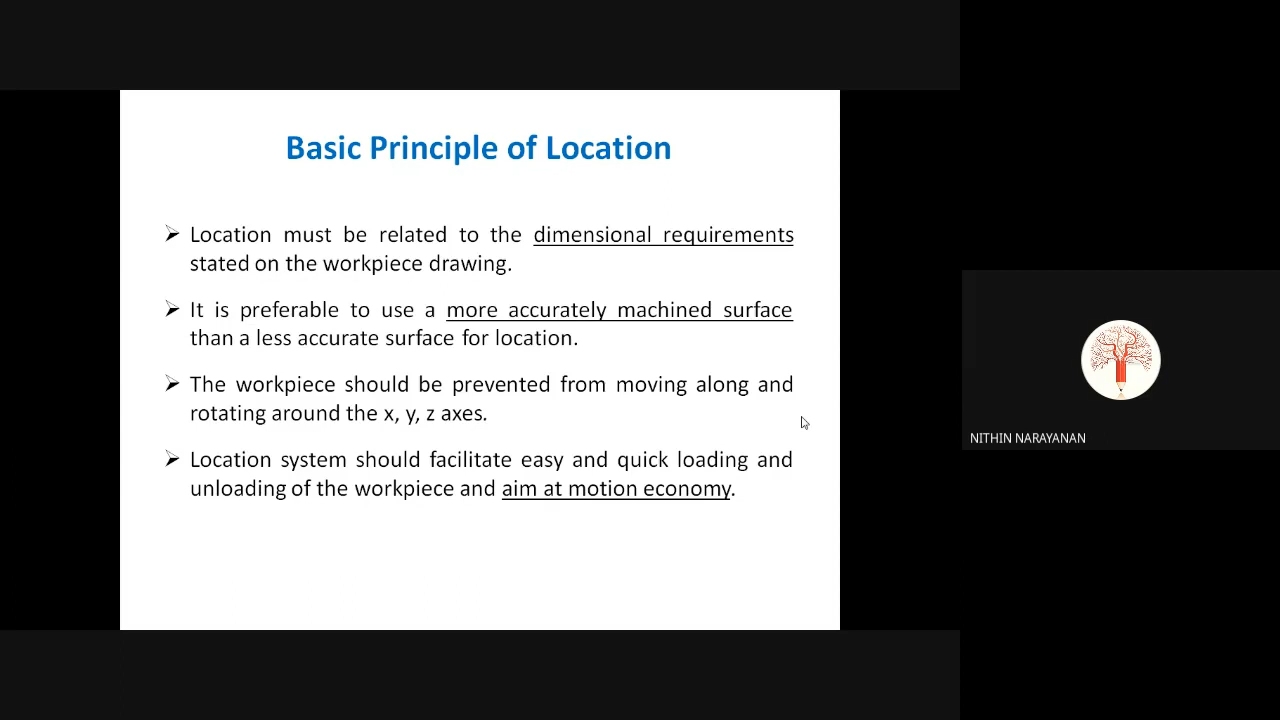 Basic Principle of Location
➢ Location must be related to the dimensional requirements
stated on the workpiece drawing.
➢ It is preferable to use a more accurately machined surface
than a less accurate surface for location.
➢ The workpiece should be prevented from moving along and
rotating around the x, y, z axes.
➢ Location system should facilitate easy and quick loading and
unloading of the workpiece and aim at motion economy.
NITHIN NARAYANAN